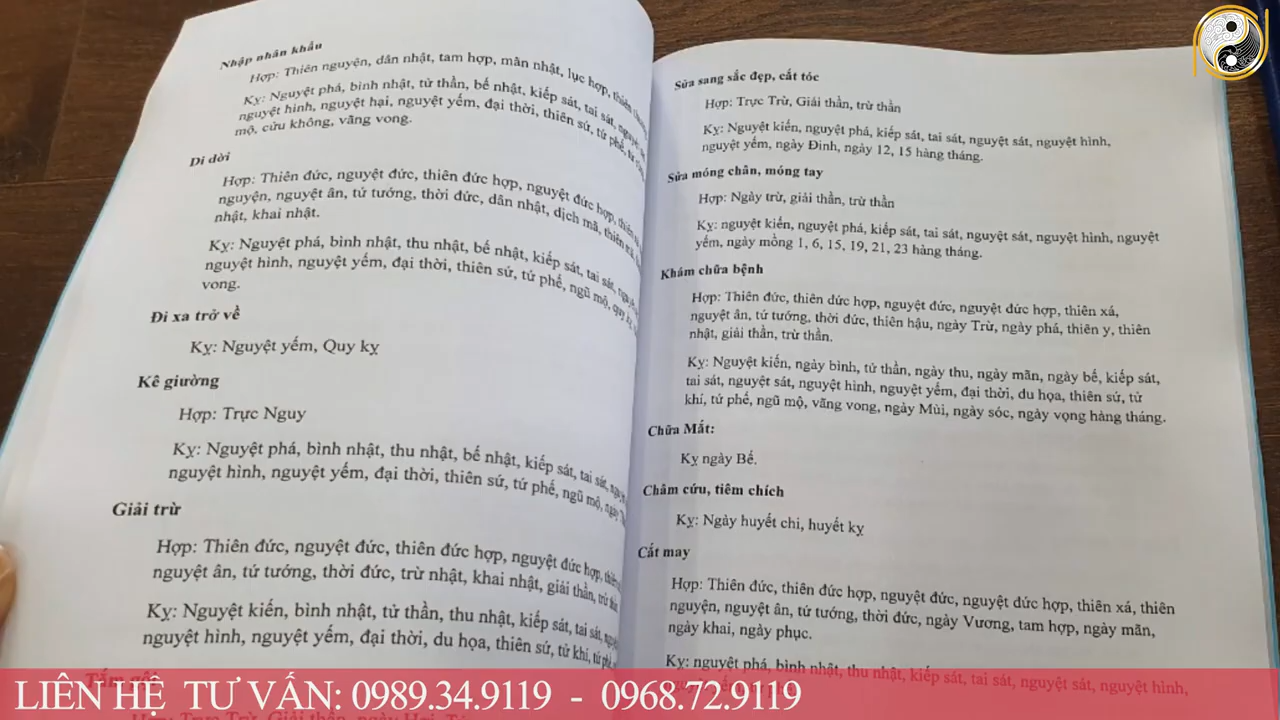 Nhập nhân khẩu
Hợp: Thiên nguyện, dân nhật, tam hợp, mãn nhật, lục hợp, thiên
Kỵ: Nguyệt phá, bình nhật, tử thần, bế nhật, kiếp sát, tai sát,
nguyệt hình, nguyệt hại, nguyệt yếm, đại thời, thiên sứ, tứ phế,
mộ, cửu không, vãng vong.
Di dời
Hợp: Thiên đức, nguyệt đức, thiên đức hợp, nguyệt đức hợp, thiên
nguyện, nguyệt ân, tứ tướng, thời đức, dân nhật, dịch mã, thiên mã,
nhật, khai nhật.
Kỵ: Nguyệt phá, bình nhật, thu nhật, bế nhật, kiếp sát, tai sát,
nguyệt hình, nguyệt yếm, đại thời, thiên sứ, tứ phế, ngũ mộ, quy
vong.
Đi xa trở về
Kỵ: Nguyệt yếm, Quy kỵ
Kê giường
Hợp: Trực Nguy
Kỵ: Nguyệt phá, bình nhật, thu nhật, bế nhật, kiếp sát, tai sát,
nguyệt hình, nguyệt yếm, đại thời, thiên sứ, tứ phế, ngũ mộ, ngày
Giải trừ
Hợp: Thiên đức, nguyệt đức, thiên đức hợp, nguyệt đức hợp, thiên
nguyệt ân, tứ tướng, thời đức, trừ nhật, khai nhật, giải thần, trừ thần.
Kỵ: Nguyệt kiến, bình nhật, tử thần, thu nhật, kiếp sát, tai sát,
nguyệt hình, nguyệt yếm, đại thời, du họa, thiên sứ, tử khí, tứ phế,
Sửa sang sắc đẹp, cắt tóc
Hợp: Trực Trừ, Giải thần, trừ thần
Kỵ: Nguyệt kiến, nguyệt phá, kiếp sát, tai sát, nguyệt sát, nguyệt hình,
nguyệt yếm, ngày Đinh, ngày 12, 15 hàng tháng.
Sửa móng chân, móng tay
Hợp: Ngày trừ, giải thần, trừ thần
Kỵ: nguyệt kiến, nguyệt phá, kiếp sát, tai sát, nguyệt sát, nguyệt hình, nguyệt
yếm, ngày mồng 1, 6, 15, 19, 21, 23 hàng tháng.
Khám chữa bệnh
Hợp: Thiên đức, thiên dức hợp, nguyệt đức, nguyệt đức hợp, thiên xá,
nguyệt ân, tứ tướng, thời đức, thiên hậu, ngày Trừ, ngày phá, thiên y, thiên
nhật, giải thần, trừ thần.
Kỵ: Nguyệt kiến, ngày bình, tử thần, ngày thu, ngày mãn, ngày bế, kiếp sát,
tai sát, nguyệt sát, nguyệt hình, nguyệt yếm, đại thời, du họa, thiên sứ, tử
khí, tứ phế, ngũ mộ, vãng vong, ngày Mùi, ngày sóc, ngày vọng hàng tháng.
Chữa Mắt:
Kỵ ngày Bế.
Châm cứu, tiêm chích
Kỵ: Ngày huyết chi, huyết kỵ
Cắt may
Hợp: Thiên đức, thiên đức hợp, nguyệt đức, nguyệt đức hợp, thiên xá, thiên
nguyện, nguyệt ân, tứ tướng, thời đức, ngày Vương, tam hợp, ngày mãn,
ngày khai, ngày phục.
Kỵ: nguyệt phá, bình nhật, thu nhật, kiếp sát, tai sát, nguyệt sát, nguyệt hình,
LIÊN HỆ TƯ VẤN: 0989.34.9119 - 0968.72.9119